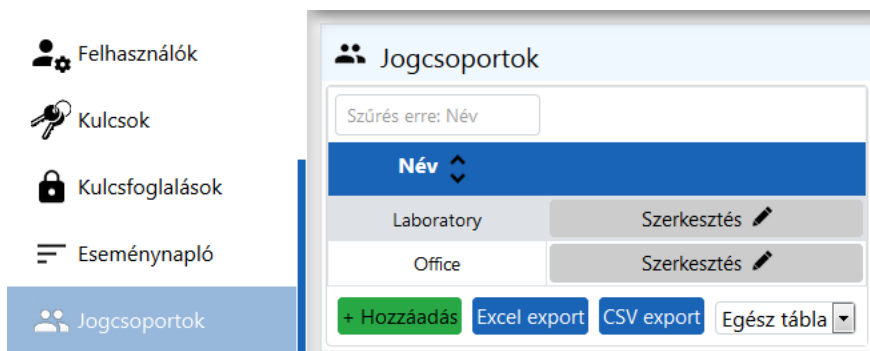 Felhasználók
Kulcsok
Kulcsfoglalások
Eseménynapló
Jogcsoportok
Jogcsoportok
Szűrés erre: Név
Név
Laboratory Szerkesztés
Office Szerkesztés
+ Hozzáadás Excel export CSV export Egész tábla